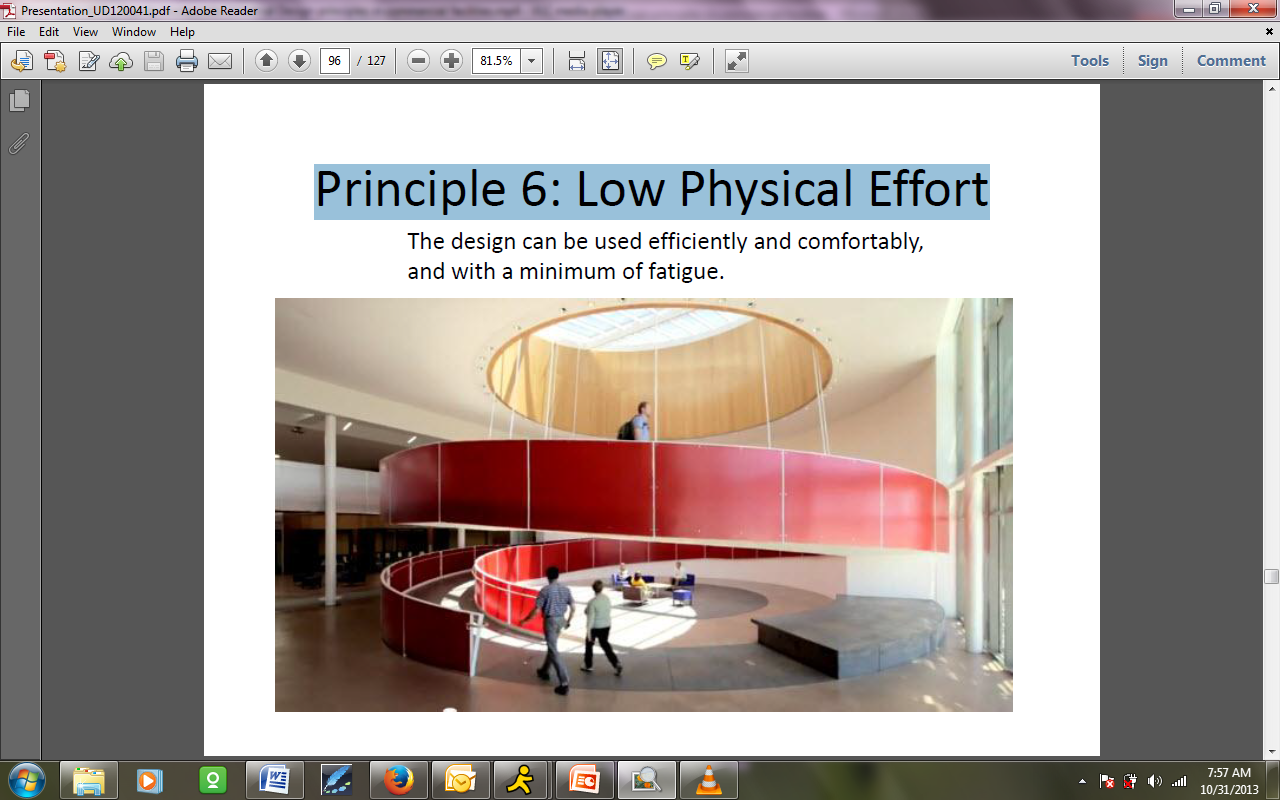 Presentation_UD120041.pdf - Adobe Reader
File Edit View Window Help
96 / 127
81.5%
Tools Sign Comment
Principle 6: Low Physical Effort
The design can be used efficiently and comfortably,
and with a minimum of fatigue.
7:57 AM
10/31/2013